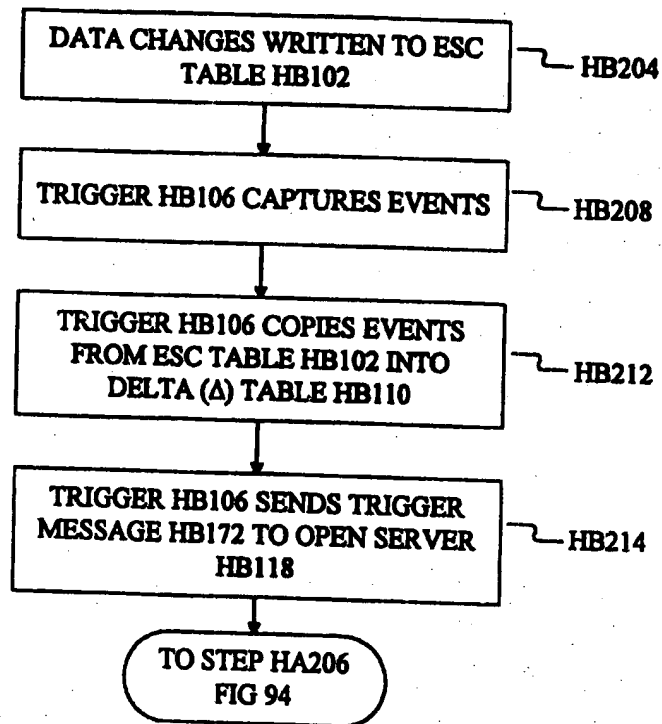 DATA CHANGES WRITTEN TO ESC
TABLE HB102
HB204
TRIGGER HB106 CAPTURES EVENTS
HB208
TRIGGER HB106 COPIES EVENTS
FROM ESC TABLE HB102 INTO
DELTA (Δ) TABLE HB110
HB212
TRIGGER HB106 SENDS TRIGGER
MESSAGE HB172 TO OPEN SERVER
HB118
HB214
TO STEP HA206
FIG 94